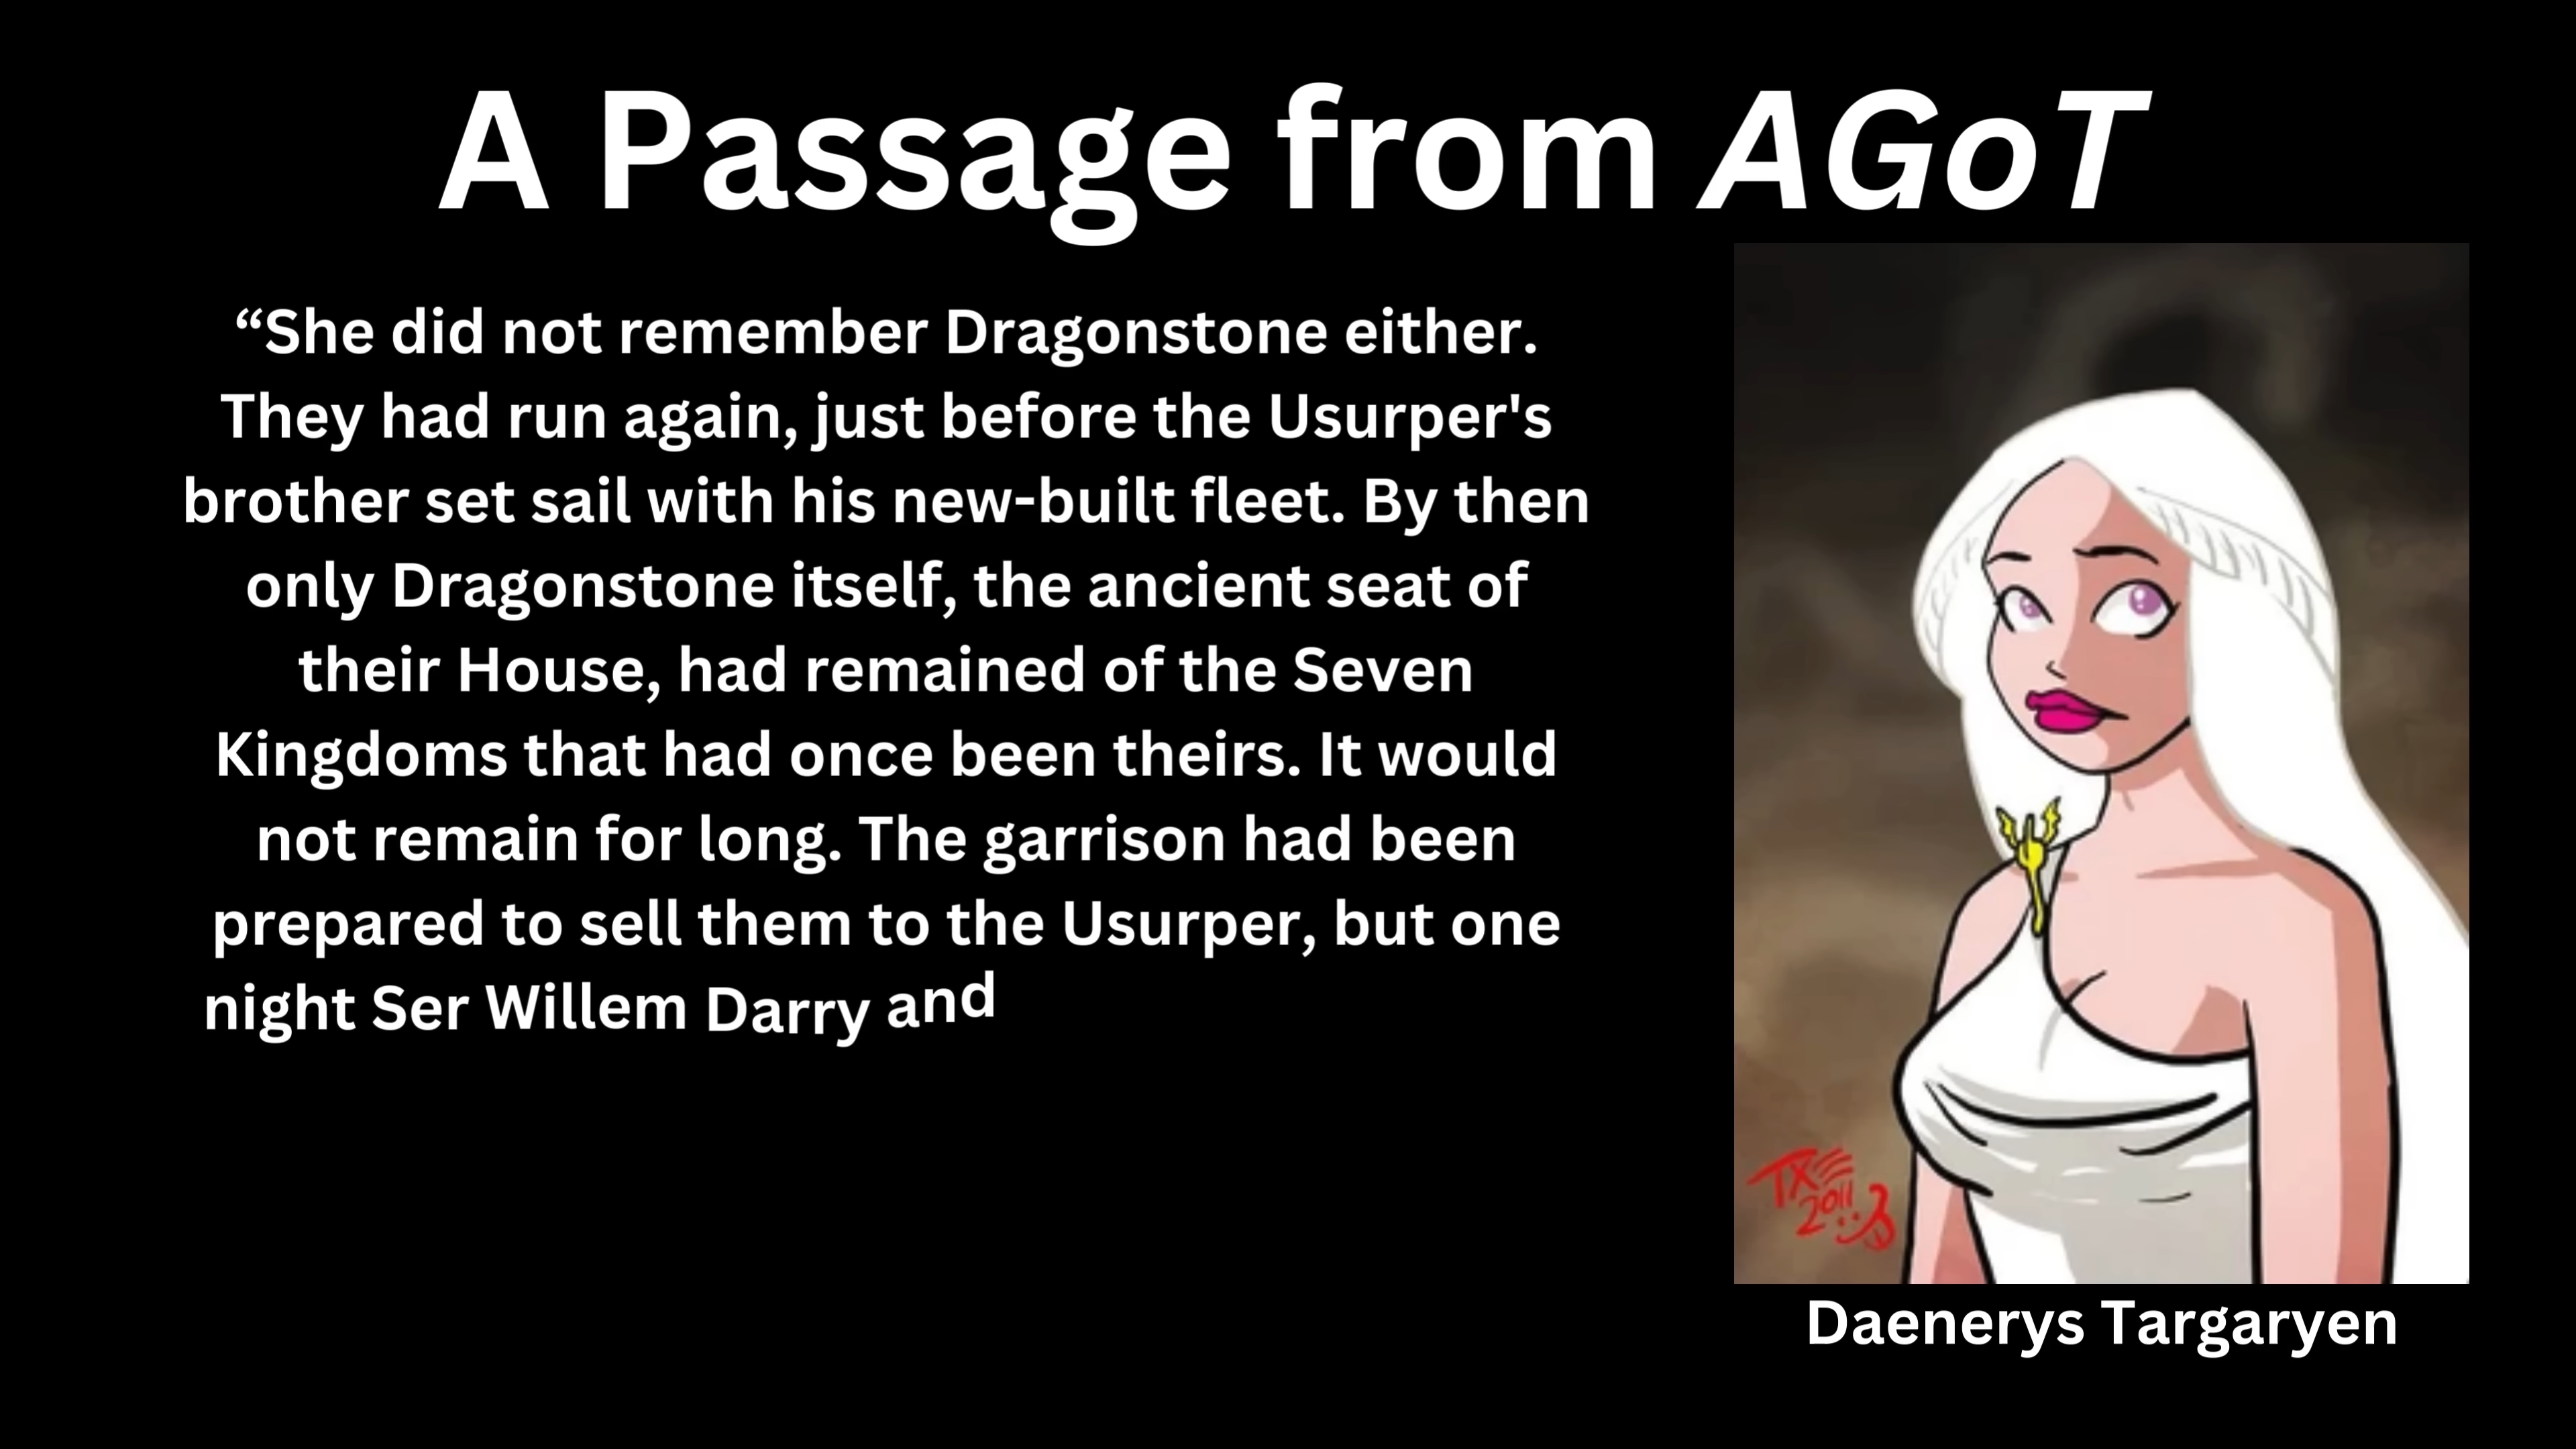 A Passage from AGoT
“She did not remember Dragonstone either.
They had run again, just before the Usurper's
brother set sail with his new-built fleet. By then
only Dragonstone itself, the ancient seat of
their House, had remained of the Seven
Kingdoms that had once been theirs. It would
not remain for long. The garrison had been
prepared to sell them to the Usurper, but one
night Ser Willem Darry and
TXE
2011
Daenerys Targaryen